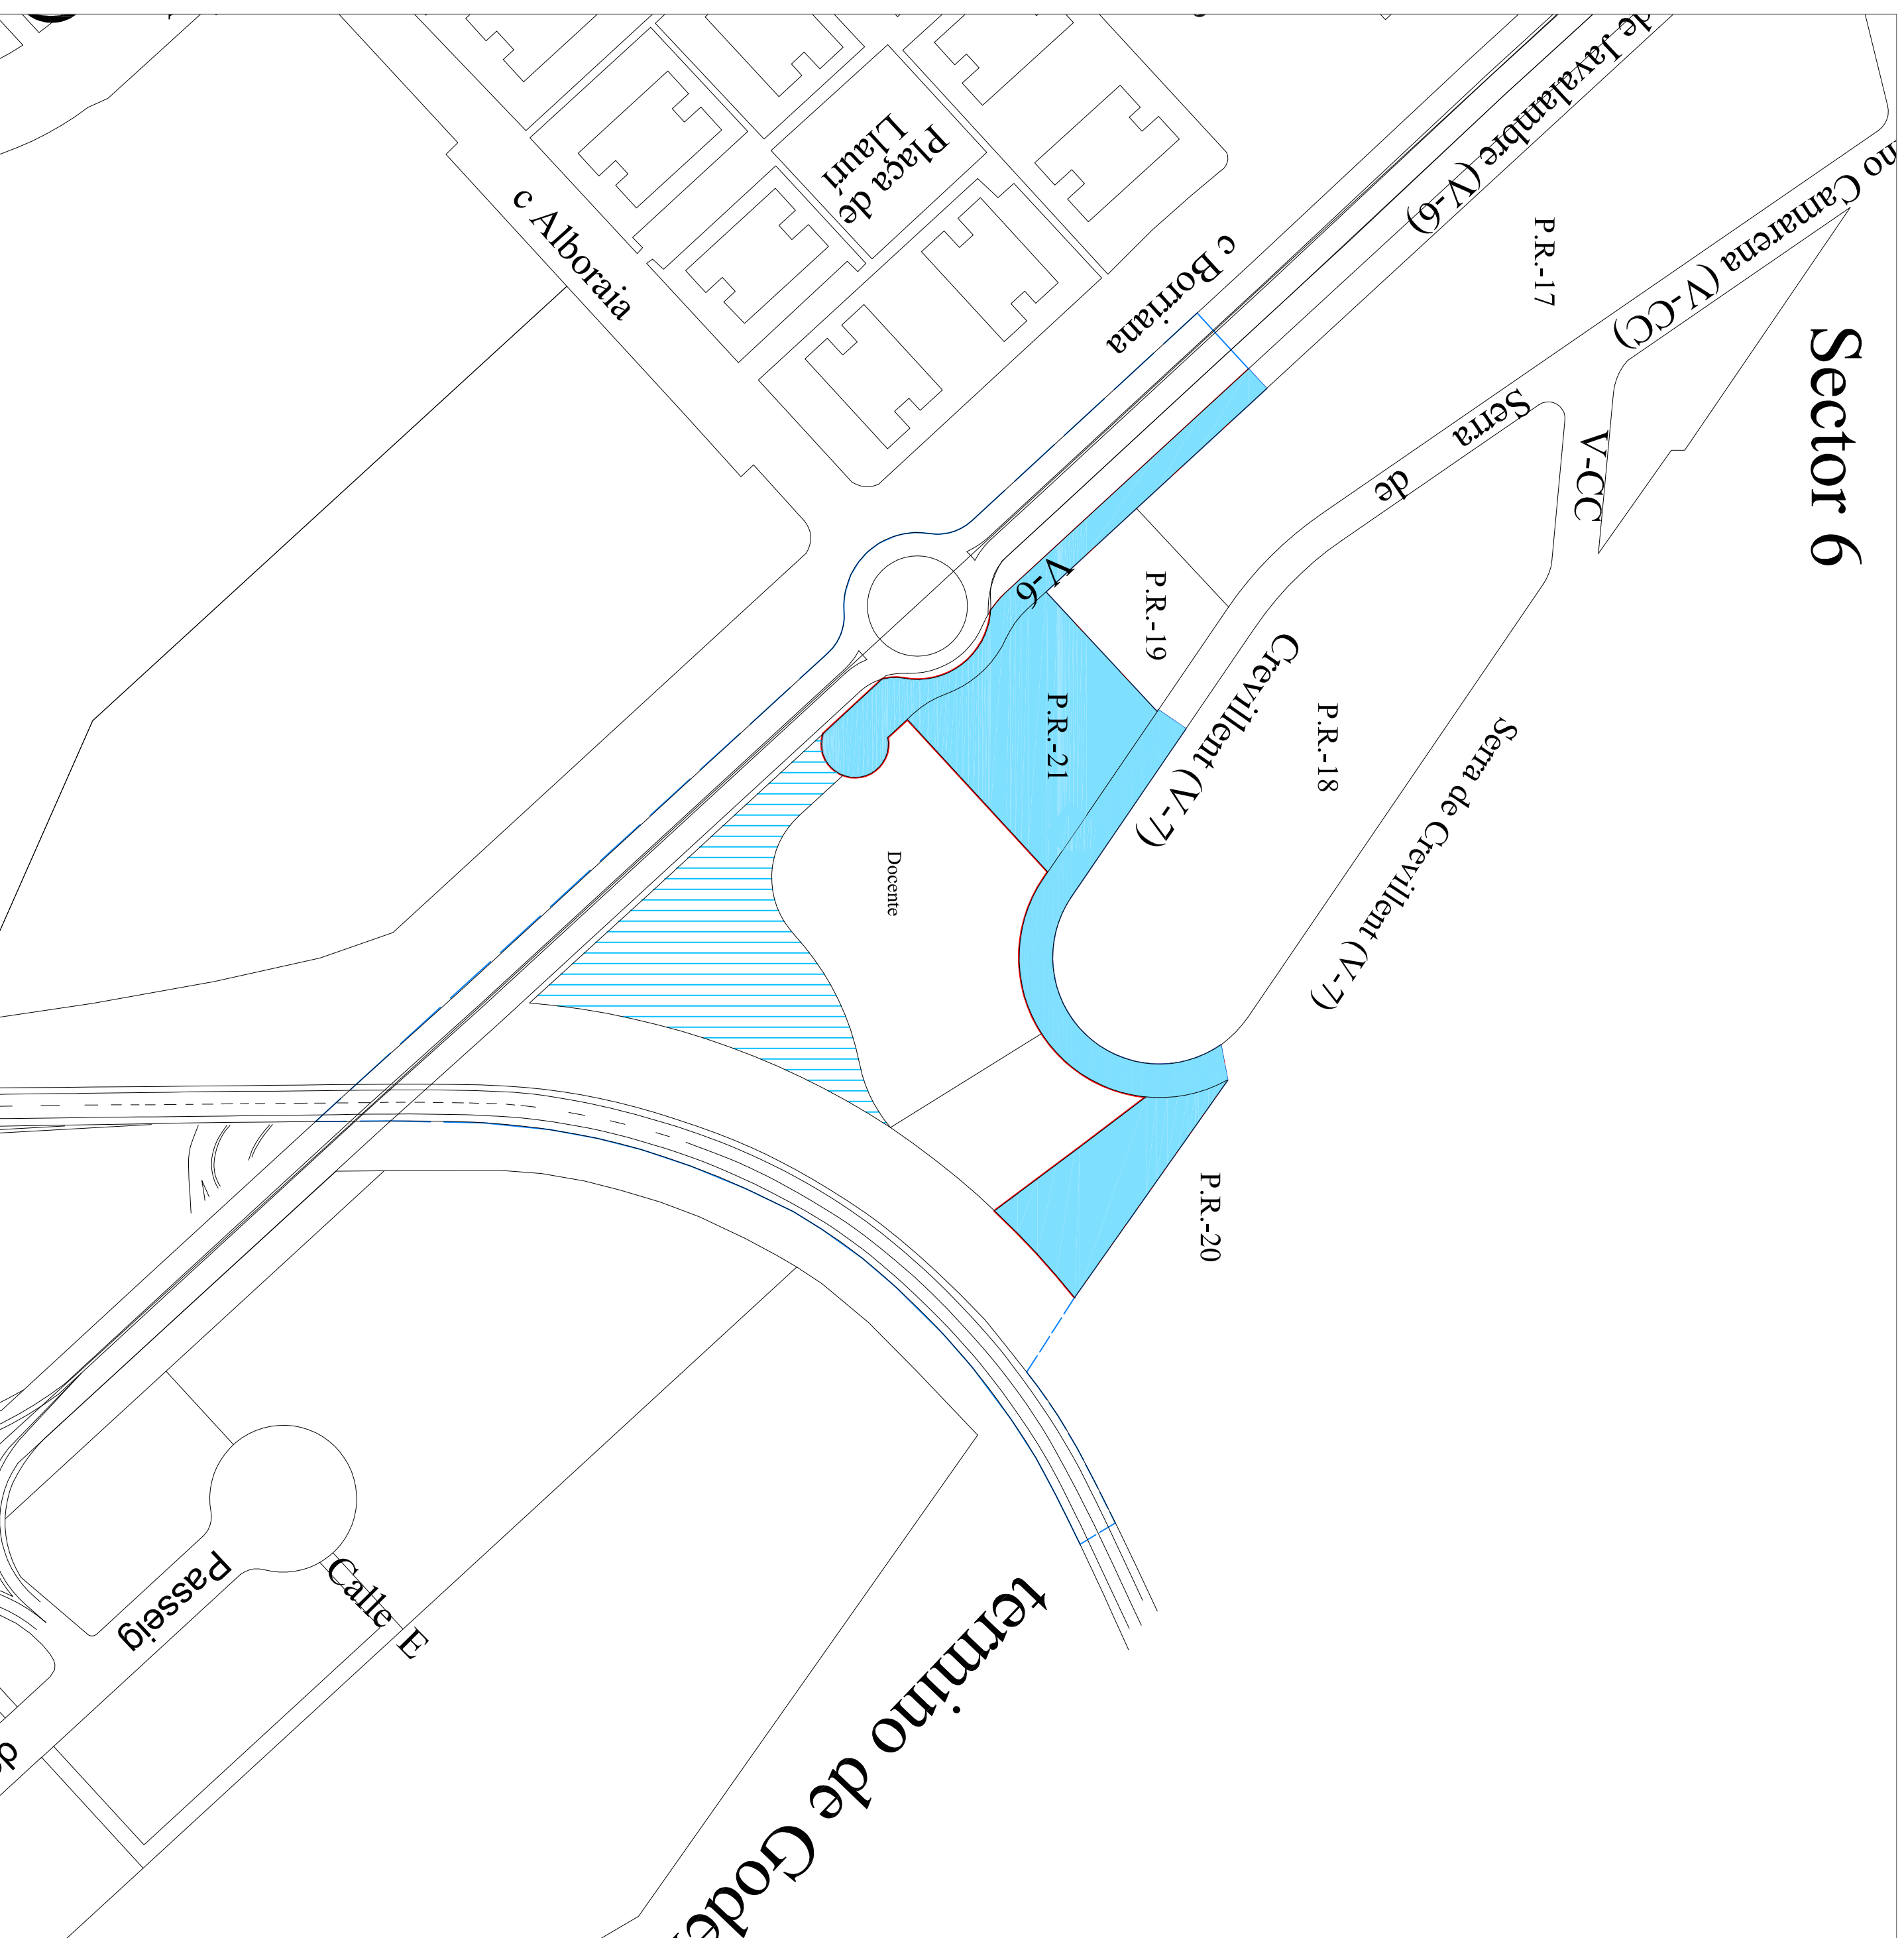 de Javalambre (V-6)
no Camarena (V-CC)
P.R.-17
Sector 6
V-CC
Serra
de
Crevillent (V-7)
Serra de Crevillent (V-7)
P.R.-18
P.R.-19
P.R.-21
P.R.-20
V-6
Docente
Plaça de
Llaurí
c Borriana
c Alboraia
Calle E
Passeig
termino de Gode